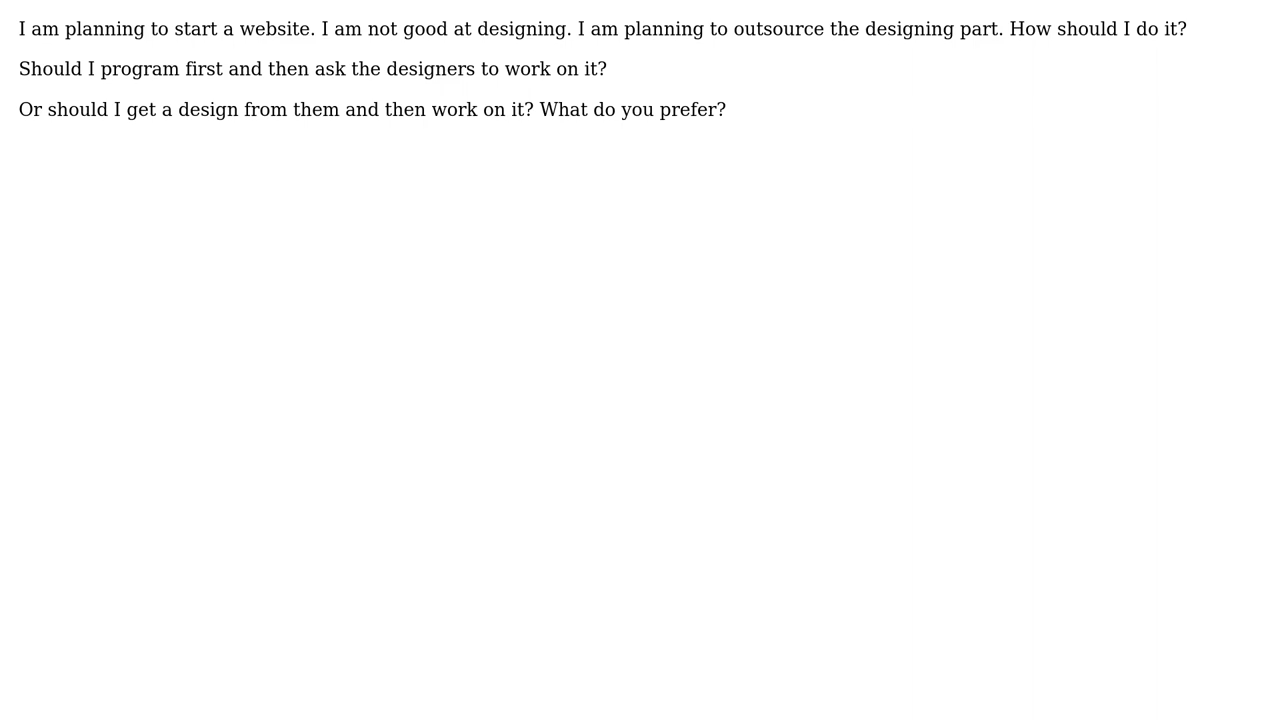 I am planning to start a website. I am not good at designing. I am planning to outsource the designing part. How should I do it?
Should I program first and then ask the designers to work on it?
Or should I get a design from them and then work on it? What do you prefer?